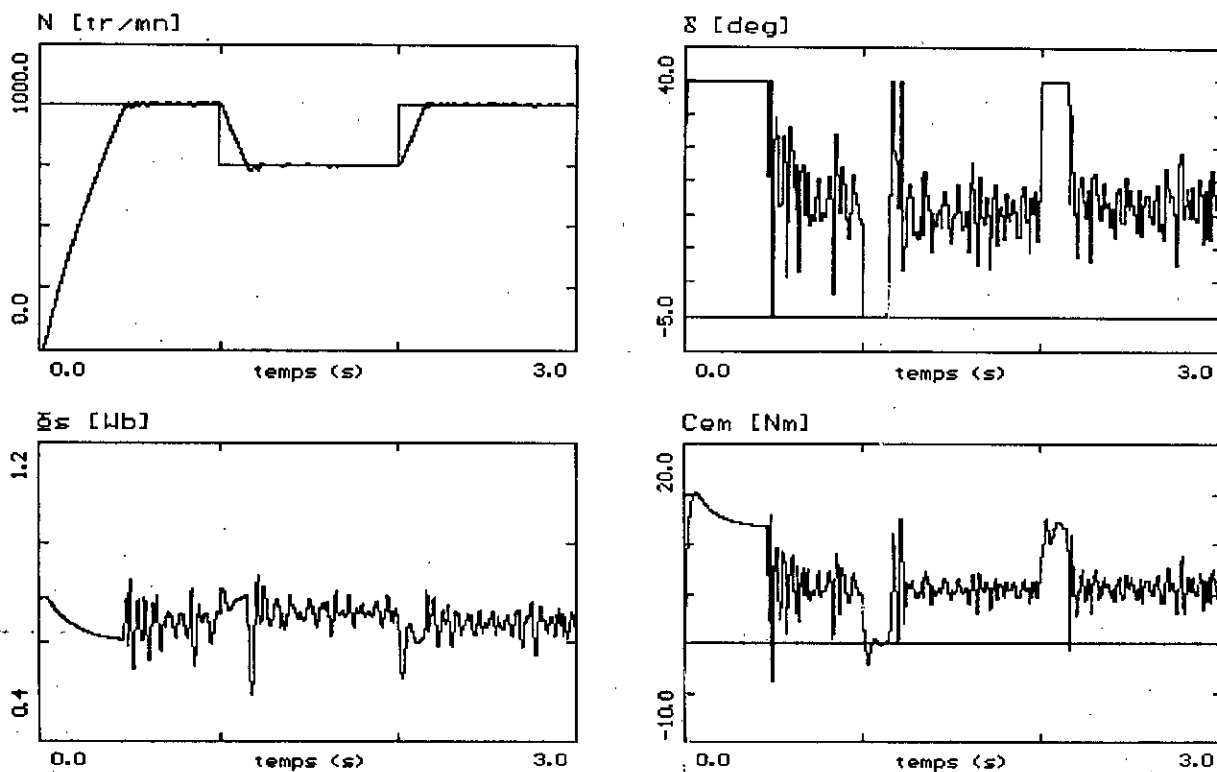 N [tr/mn]
1000.0
0.0
0.0 temps (s) 3.0
δ [deg]
40.0
-5.0
0.0 temps (s) 3.0
Φs [Wb]
1.2
0.4
0.0 temps (s) 3.0
Cem [Nm]
20.0
-10.0
0.0 temps (s) 3.0